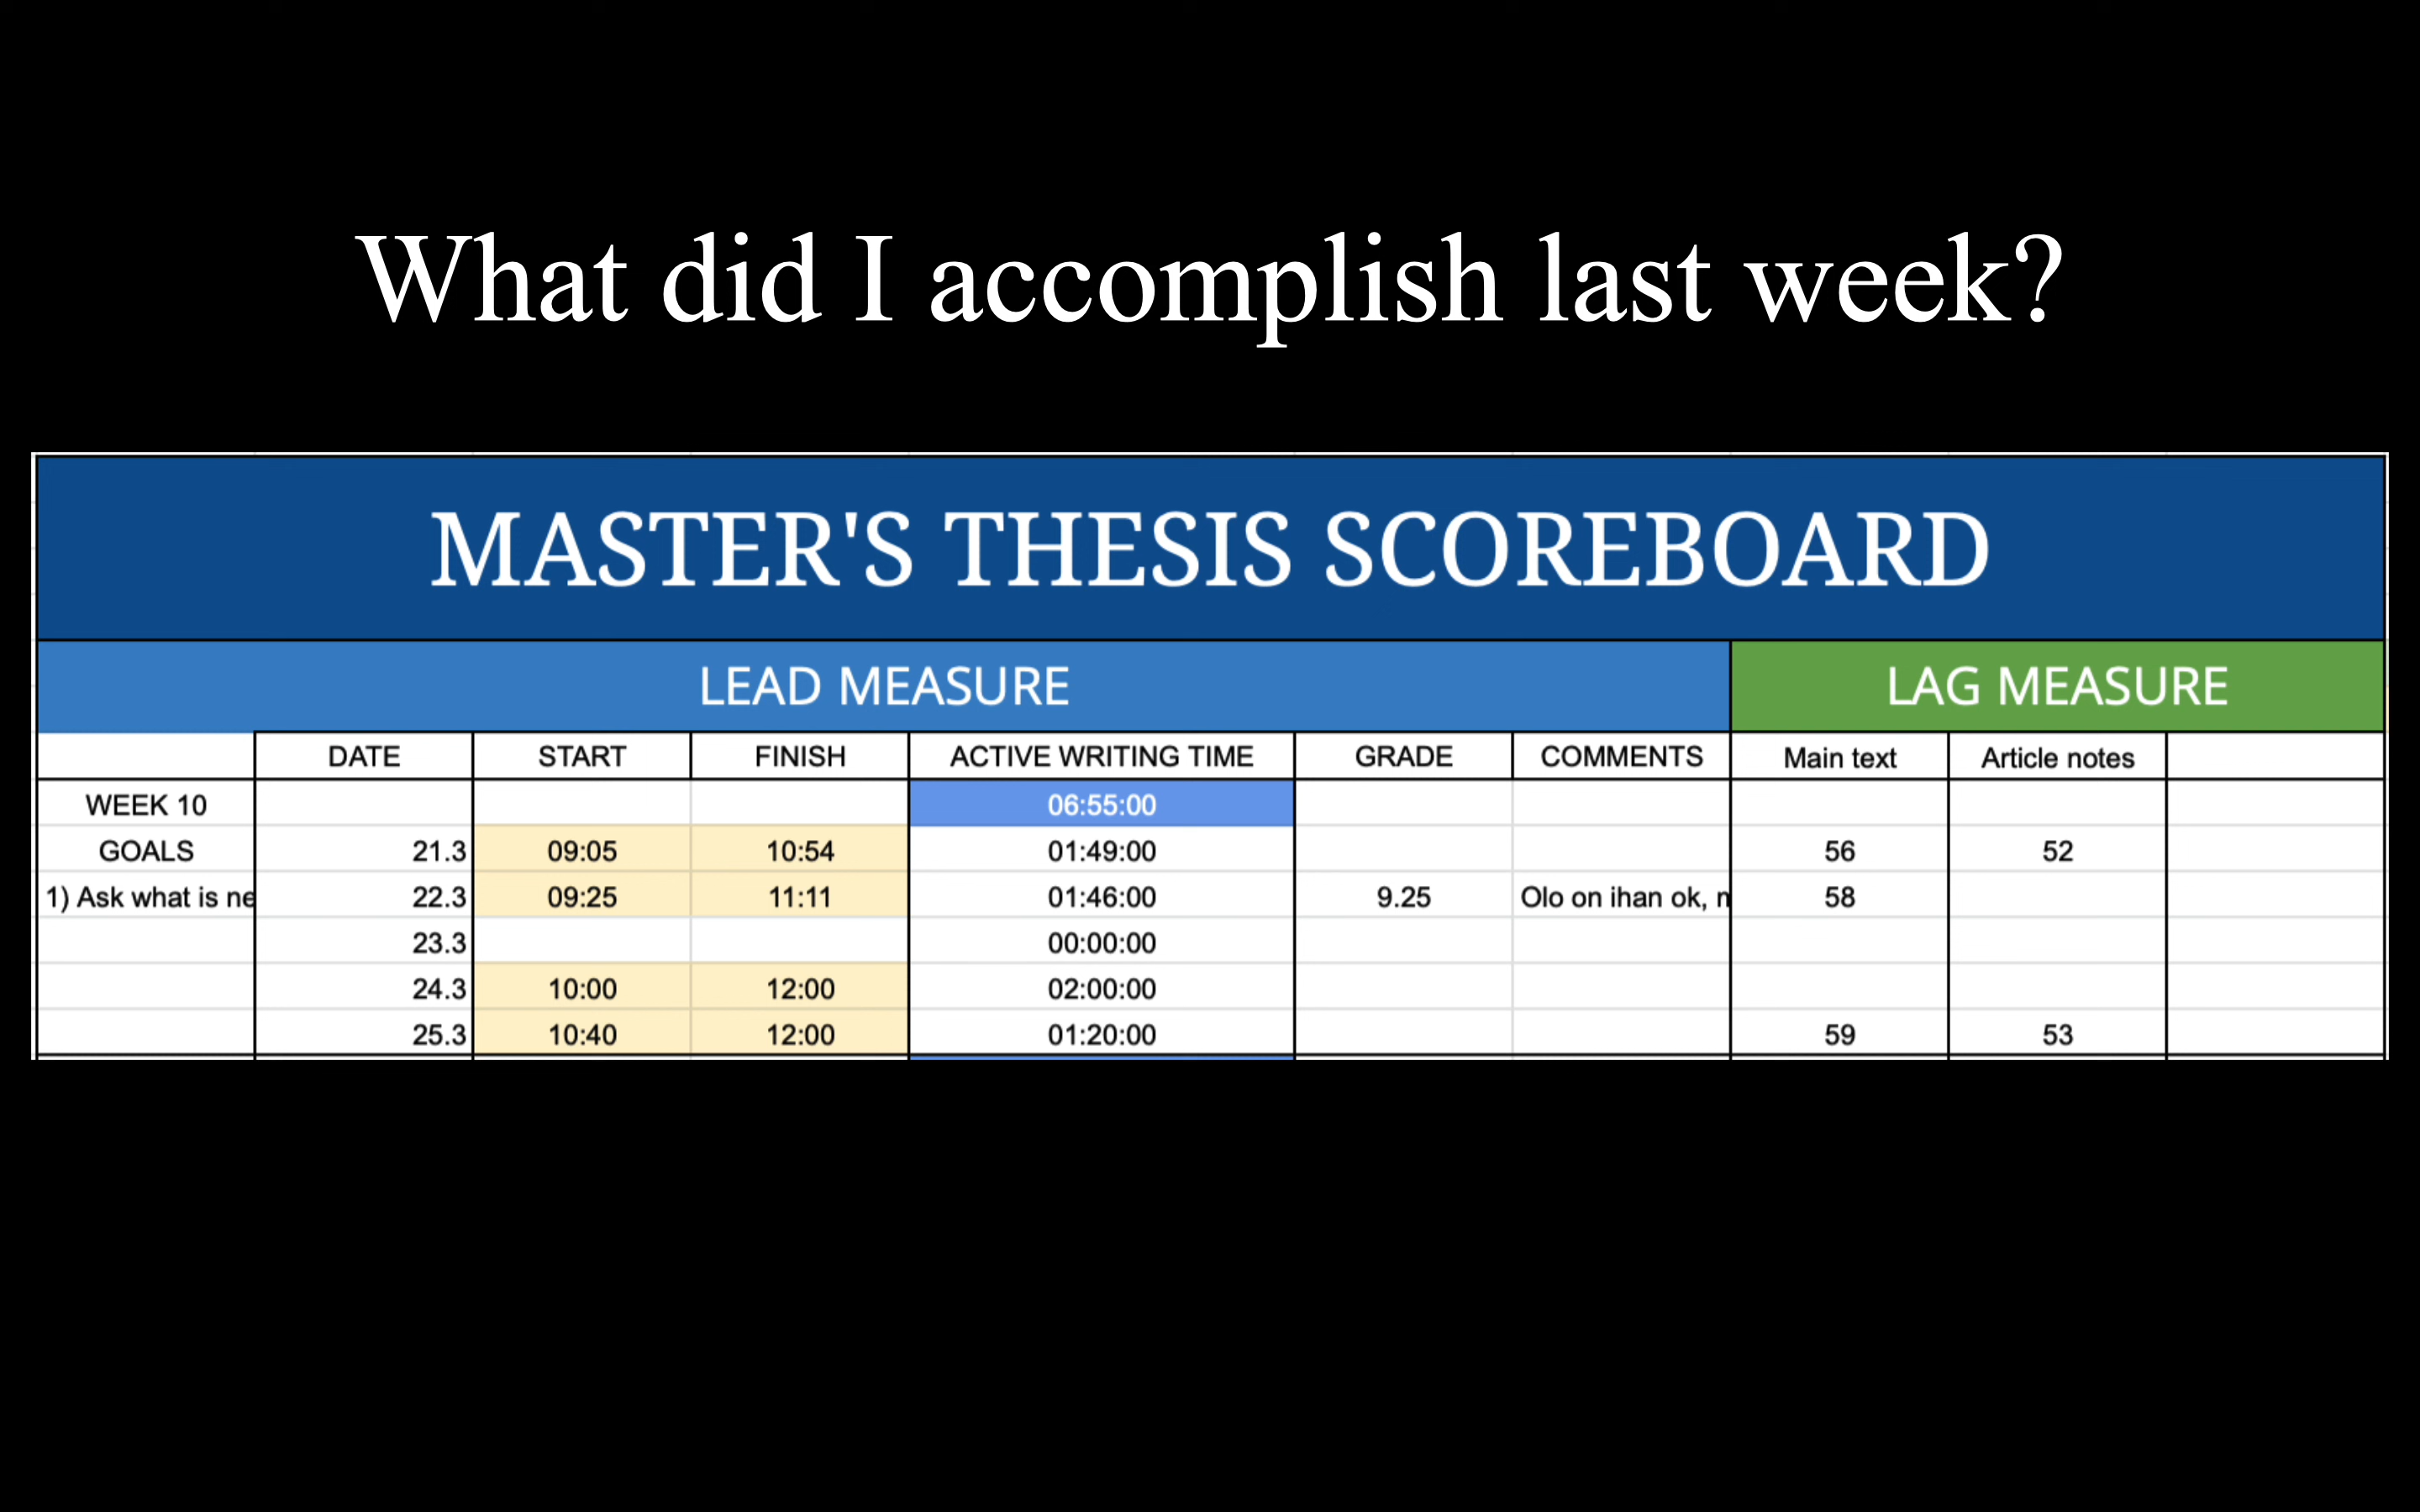 What did I accomplish last week?
MASTER'S THESIS SCOREBOARD
LEAD MEASURE LAG MEASURE
DATE START FINISH ACTIVE WRITING TIME GRADE COMMENTS Main text Article notes
WEEK 10 06:55:00
GOALS 21.3 09:05 10:54 01:49:00 56 52
1) Ask what is ne 22.3 09:25 11:11 01:46:00 9.25 Olo on ihan ok, 58
23.3 00:00:00
24.3 10:00 12:00 02:00:00
25.3 10:40 12:00 01:20:00 59 53